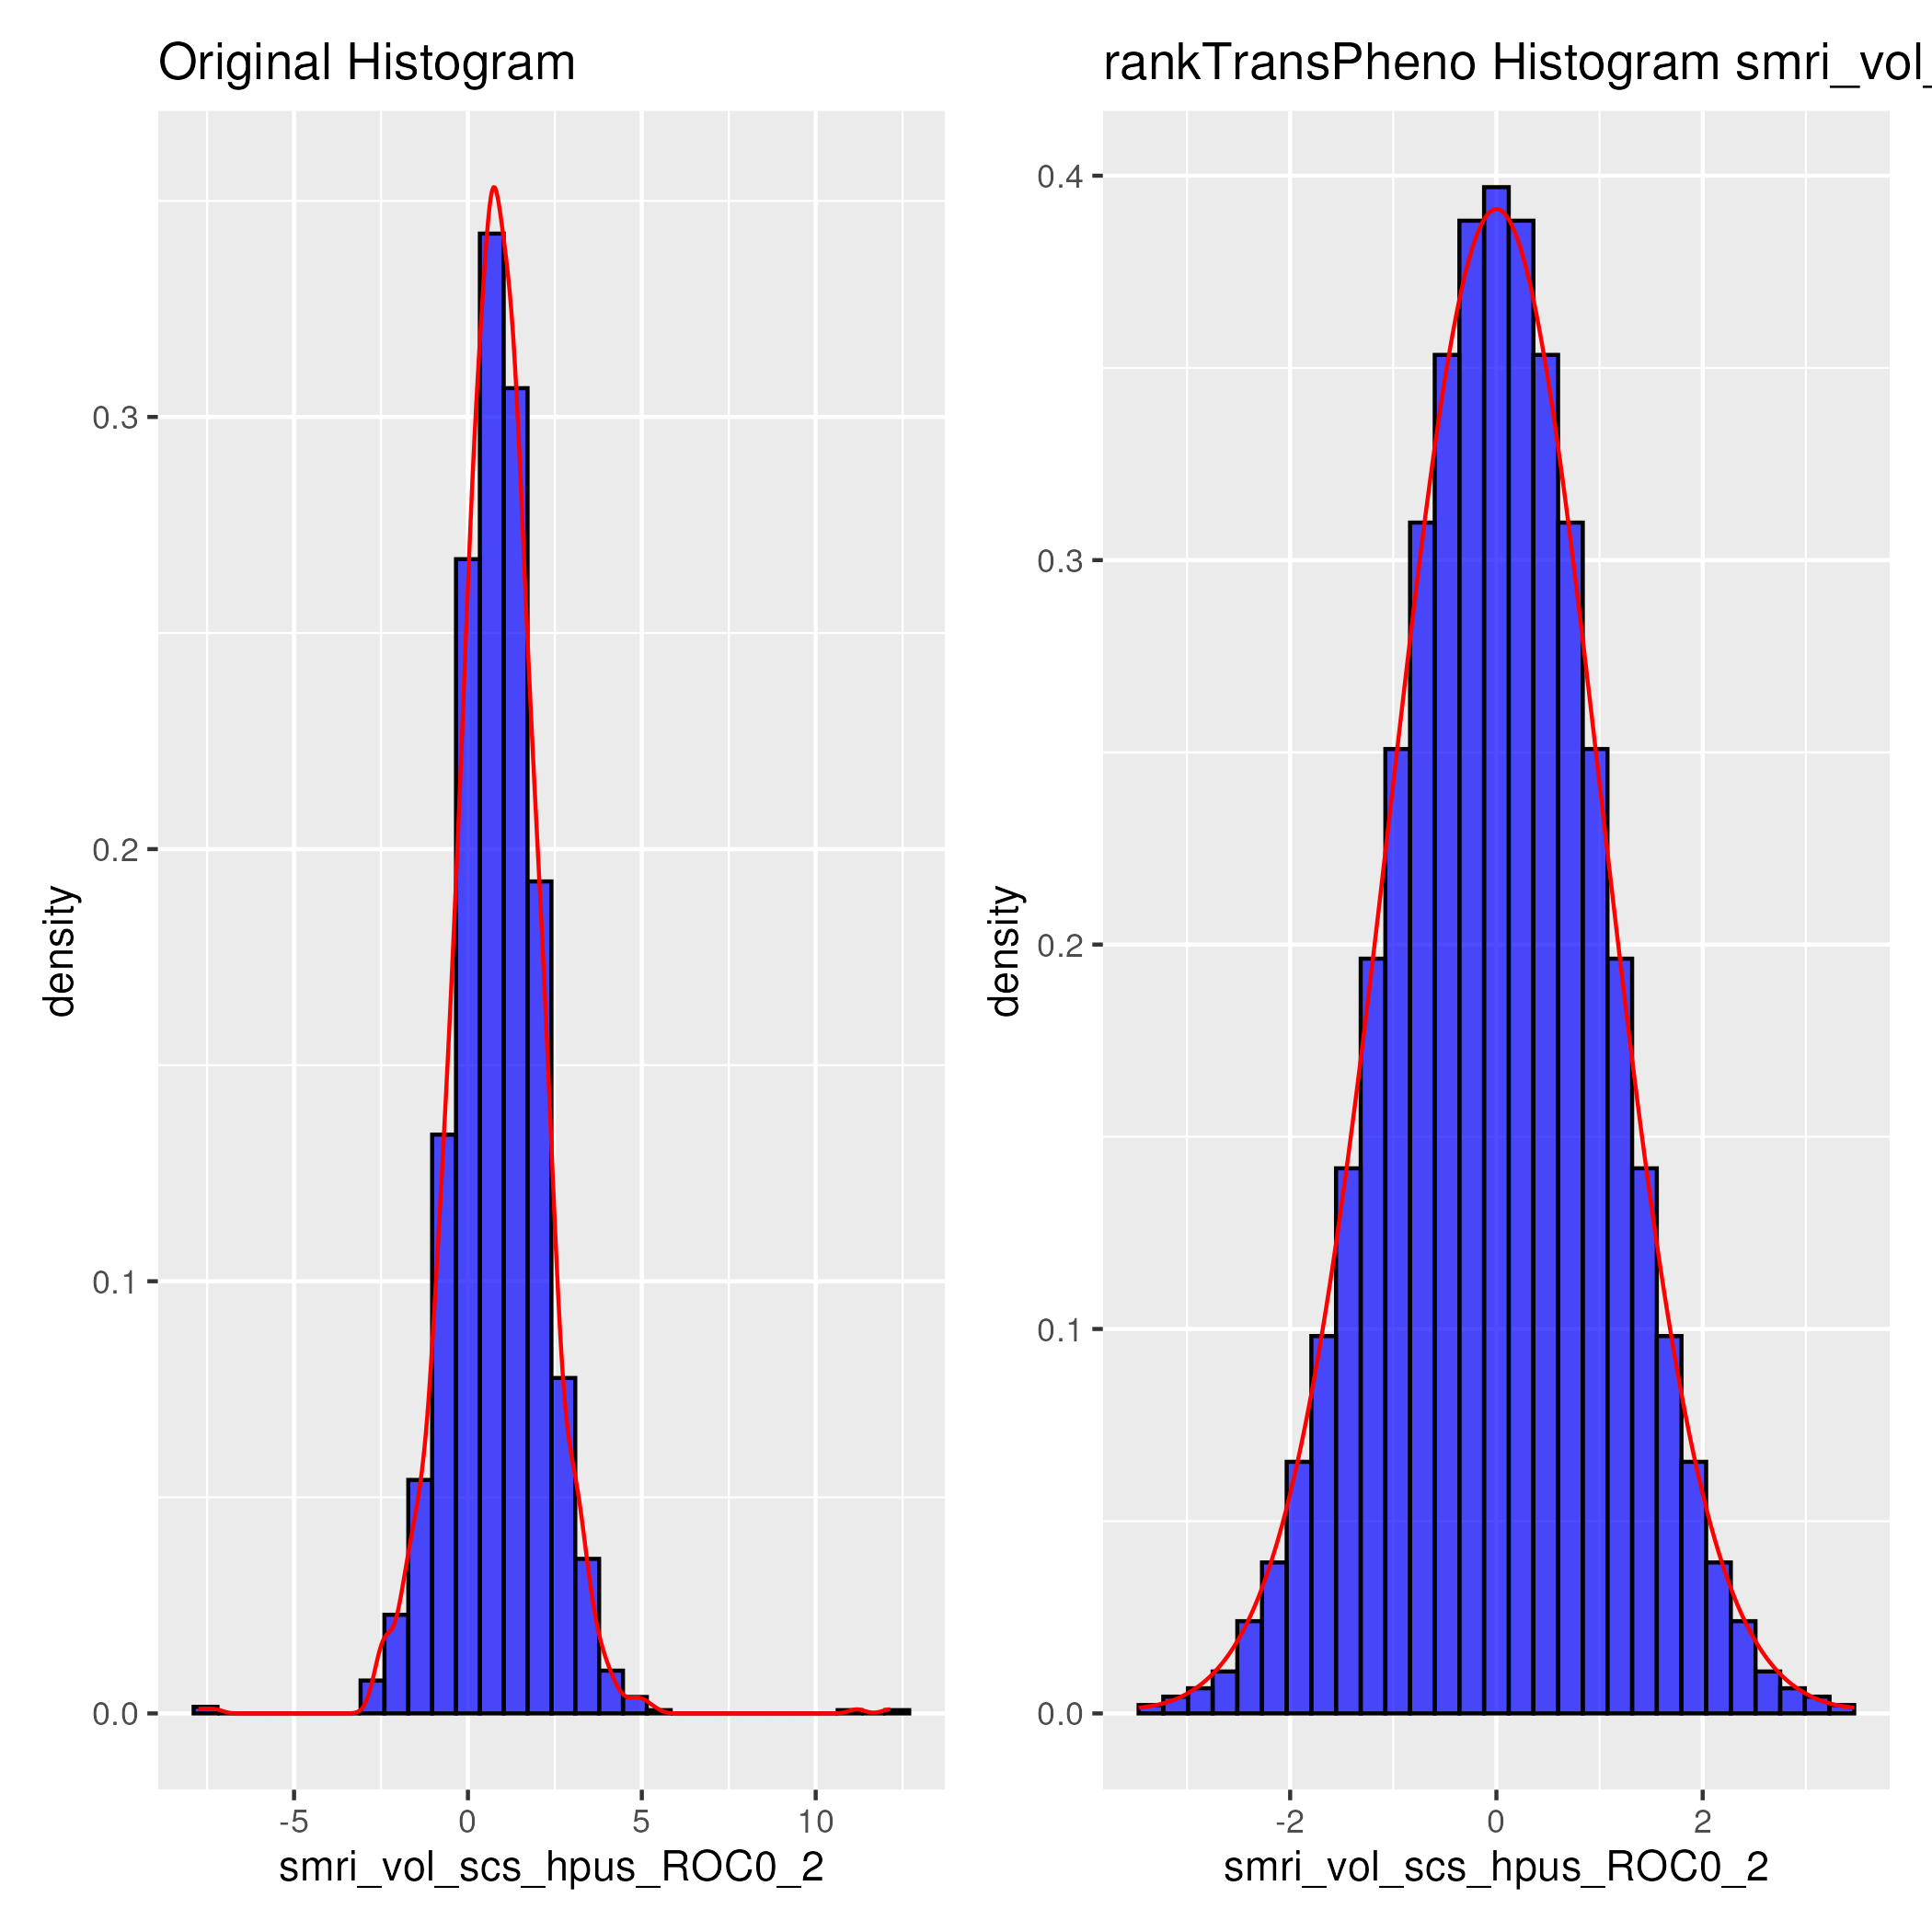 Original Histogram
density
0.3
0.2
0.1
0.0
-5 0 5 10
smri_vol_scs_hpus_ROC0_2
rankTransPheno Histogram smri_vol_
density
0.4
0.3
0.2
0.1
0.0
-2 0 2
smri_vol_scs_hpus_ROC0_2